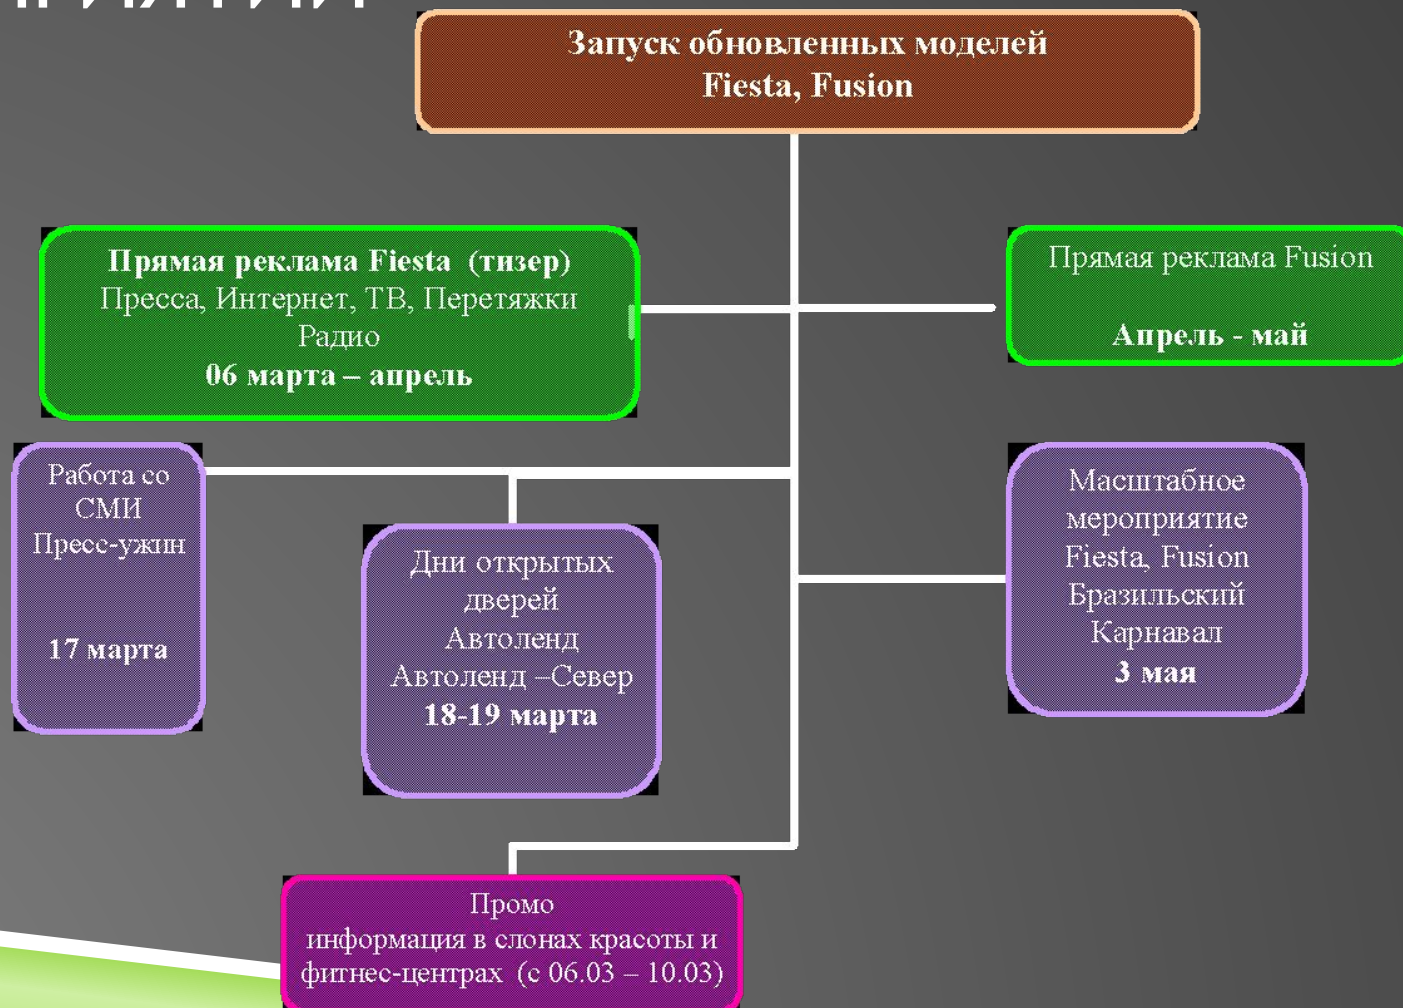 Запуск обновленных моделей
Fiesta, Fusion
Прямая реклама Fiesta (тизер)
Пресса, Интернет, ТВ, Перетяжки
Радио
06 марта – апрель
Прямая реклама Fusion
Апрель - май
Работа со
СМИ
Пресс-ужин
17 марта
Дни открытых
дверей
Автоленд
Автоленд –Север
18-19 марта
Масштабное
мероприятие
Fiesta, Fusion
Бразильский
Карнавал
3 мая
Промо
информация в слонах красоты и
фитнес-центрах (с 06.03 – 10.03)